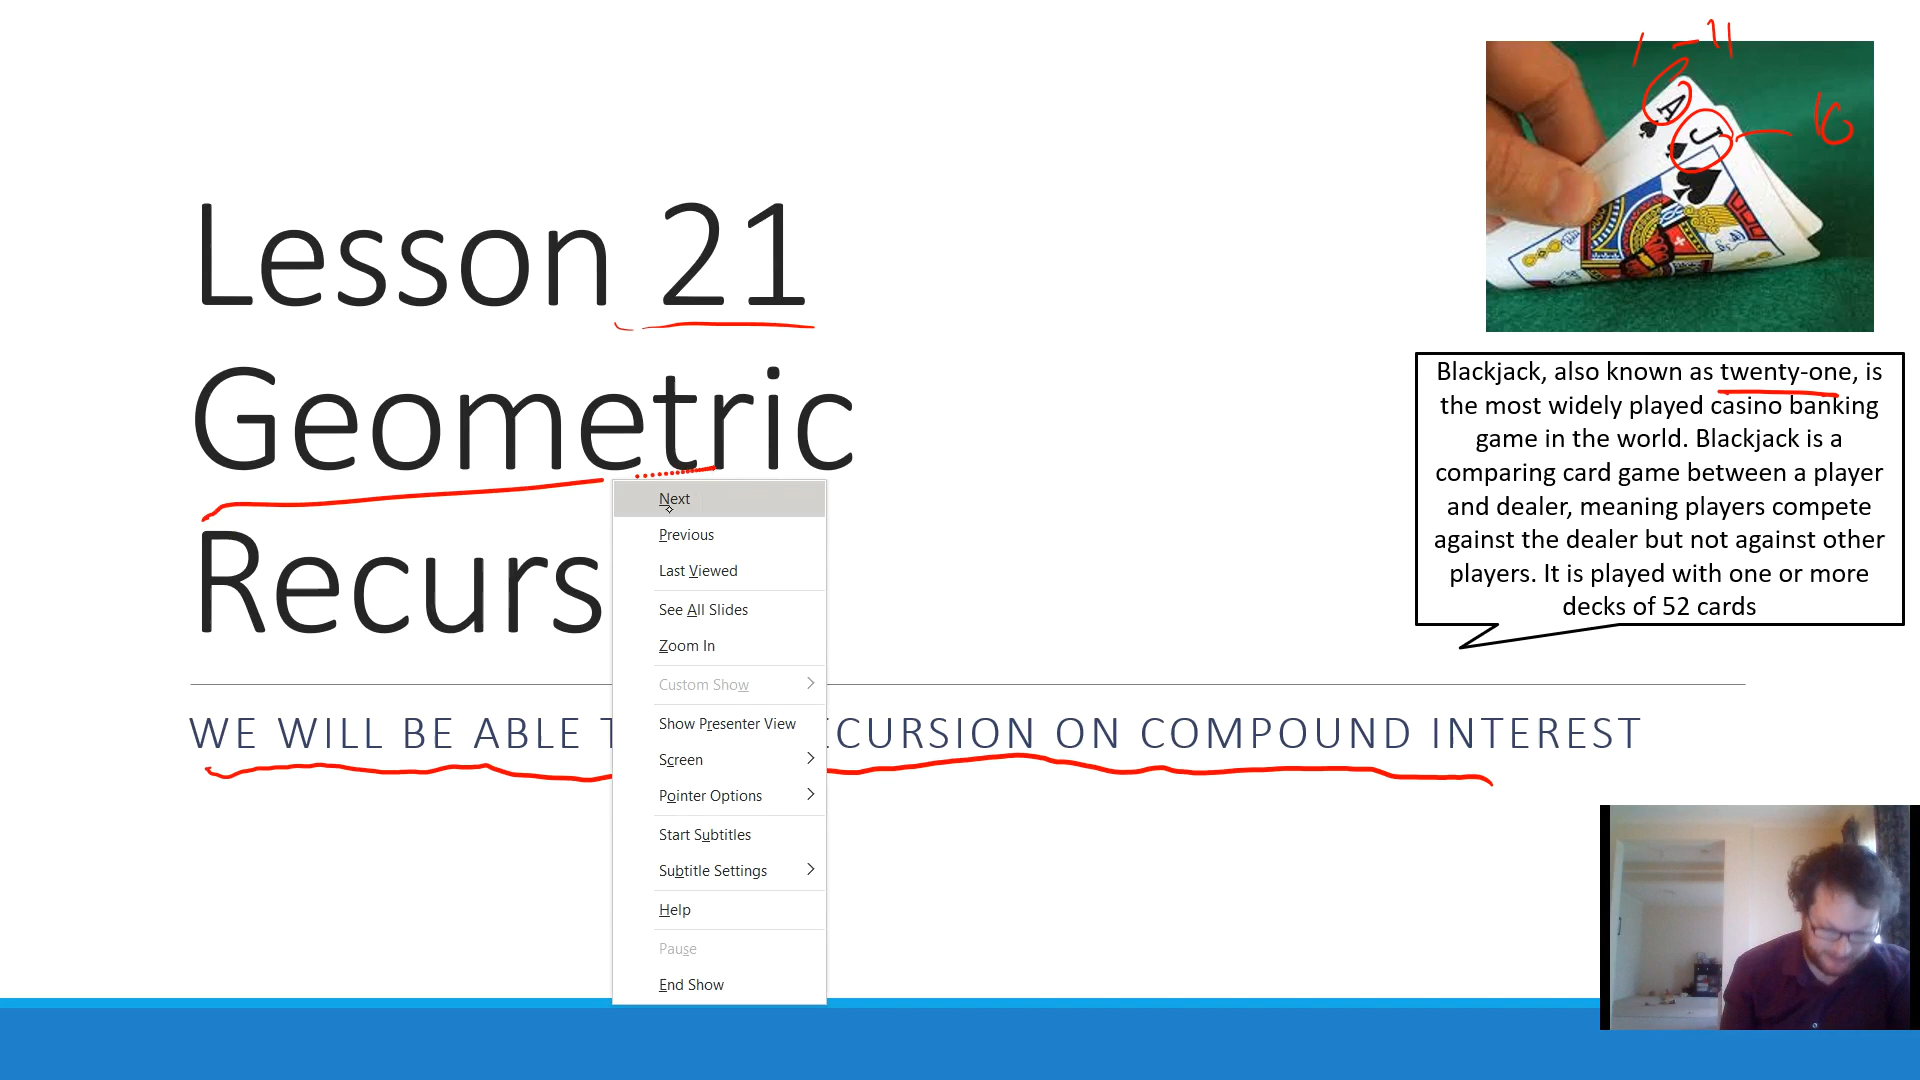 Lesson 21
Geometric
Recurs
WE WILL BE ABLE T CURSION ON COMPOUND INTEREST
1 - 11
A
J
10
Blackjack, also known as twenty-one, is
the most widely played casino banking
game in the world. Blackjack is a
comparing card game between a player
and dealer, meaning players compete
against the dealer but not against other
players. It is played with one or more
decks of 52 cards
Next
Previous
Last Viewed
See All Slides
Zoom In
Custom Show
Show Presenter View
Screen
Pointer Options
Start Subtitles
Subtitle Settings
Help
Pause
End Show